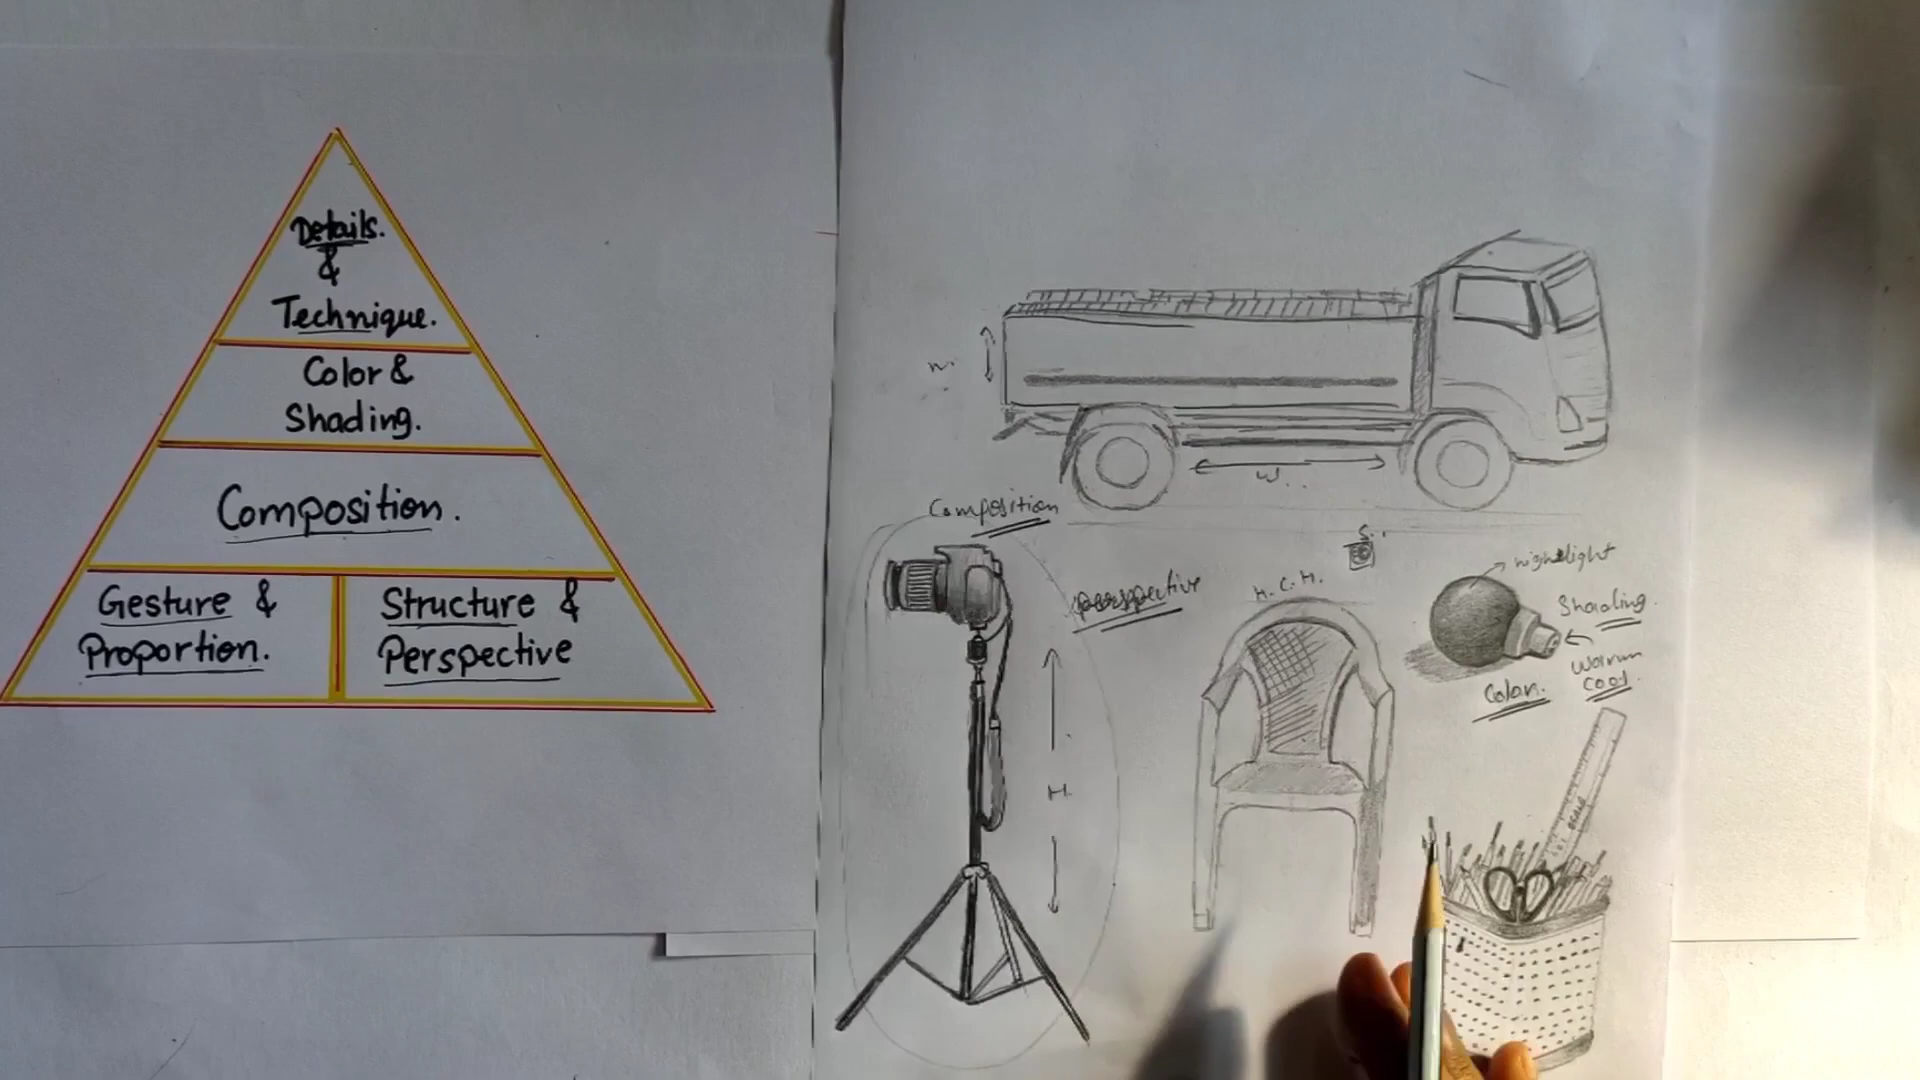 Details.
&
Technique.
Color &
Shading.
Composition.
Gesture &
Proportion.
Structure &
Perspective
W..
Composition
perspective
H.
highlight
Shading.
Warm
Cool.
Color.